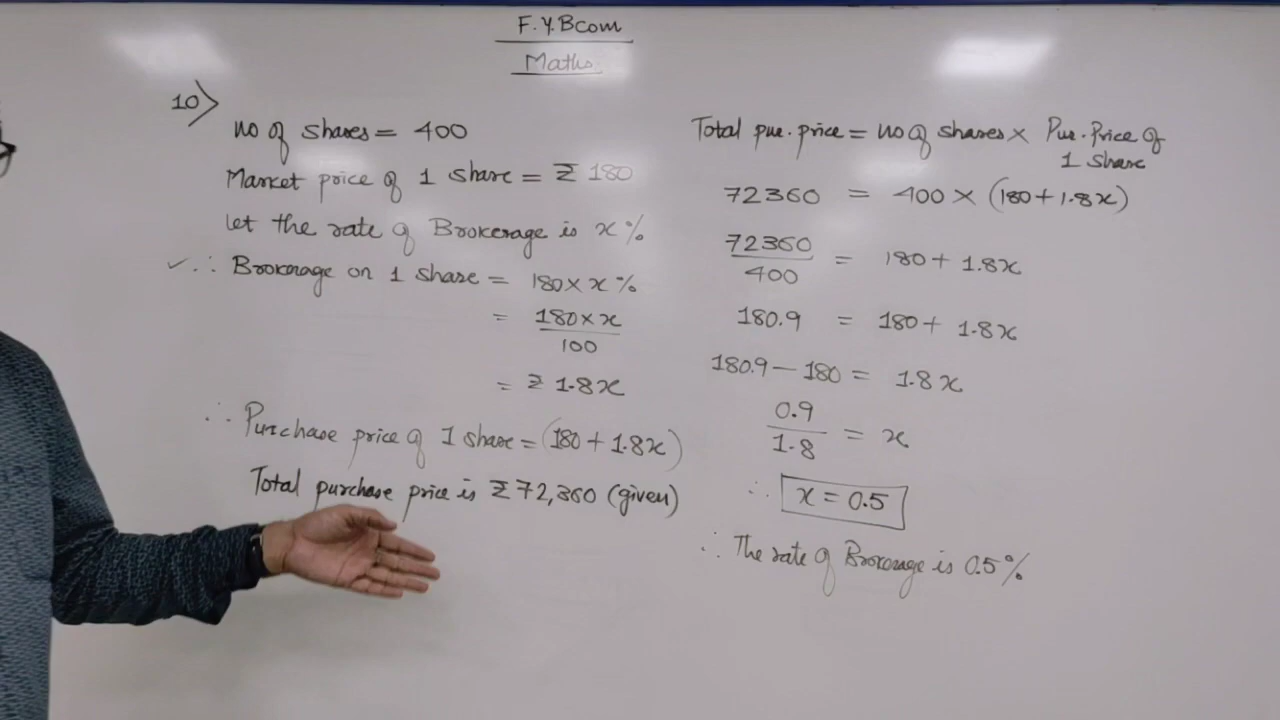 F.Y.Bcom
Maths
10>
no of shares = 400
Market price of 1 share = ₹ 180
let the rate of Brokerage is x%
✓ ∴ Brokerage on 1 share = 180 × x%
= 180 × x / 100
= ₹ 1.8x
∴ Purchase price of 1 share = (180 + 1.8x)
Total purchase price is ₹ 72,360 (given)
Total pur. price = no of shares × Pur. Price of
1 share
72360 = 400 × (180 + 1.8x)
72360 / 400 = 180 + 1.8x
180.9 = 180 + 1.8x
180.9 – 180 = 1.8x
0.9 / 1.8 = x
∴ x = 0.5
∴ The rate of Brokerage is 0.5%